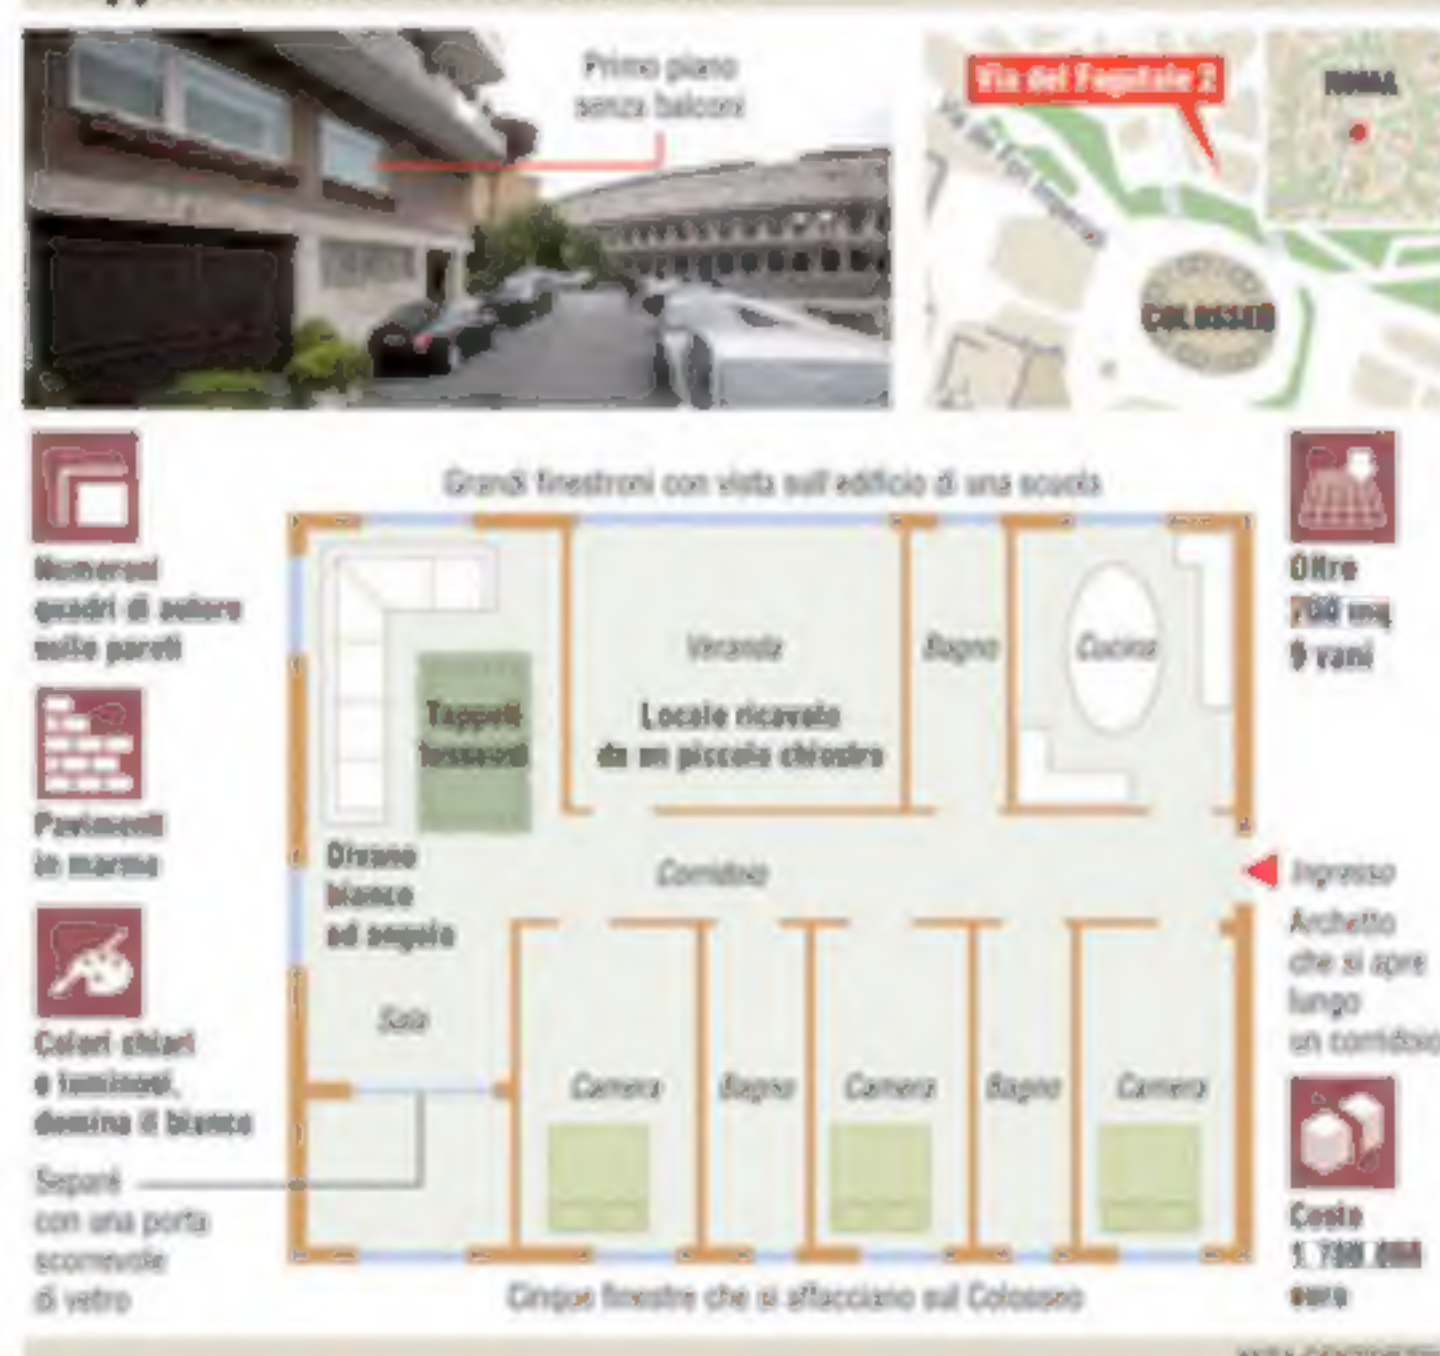 Primo piano
senza balconi
Via del Fagutale 2
Via dei Fori Imperiali
ROMA
COLOSSEO
Grandi finestroni con vista sull'edificio di una scuola
Numerosi
quadri di autore
sulle pareti
Pavimenti
in marmo
Colori chiari
e luminosi,
domina il bianco
Separé
con una porta
scorrevole
di vetro
Veranda
Locale ricavato
da un piccolo chiostro
Bagno
Cucina
Tappeti
Divano
bianco
ad angolo
Corridoio
Sala
Camera
Bagno
Camera
Bagno
Camera
Oltre
mq
9 vani
Ingresso
Archetto
che si apre
lungo
un corridoio
Costo
euro
Cinque finestre che si affacciano sul Colosseo